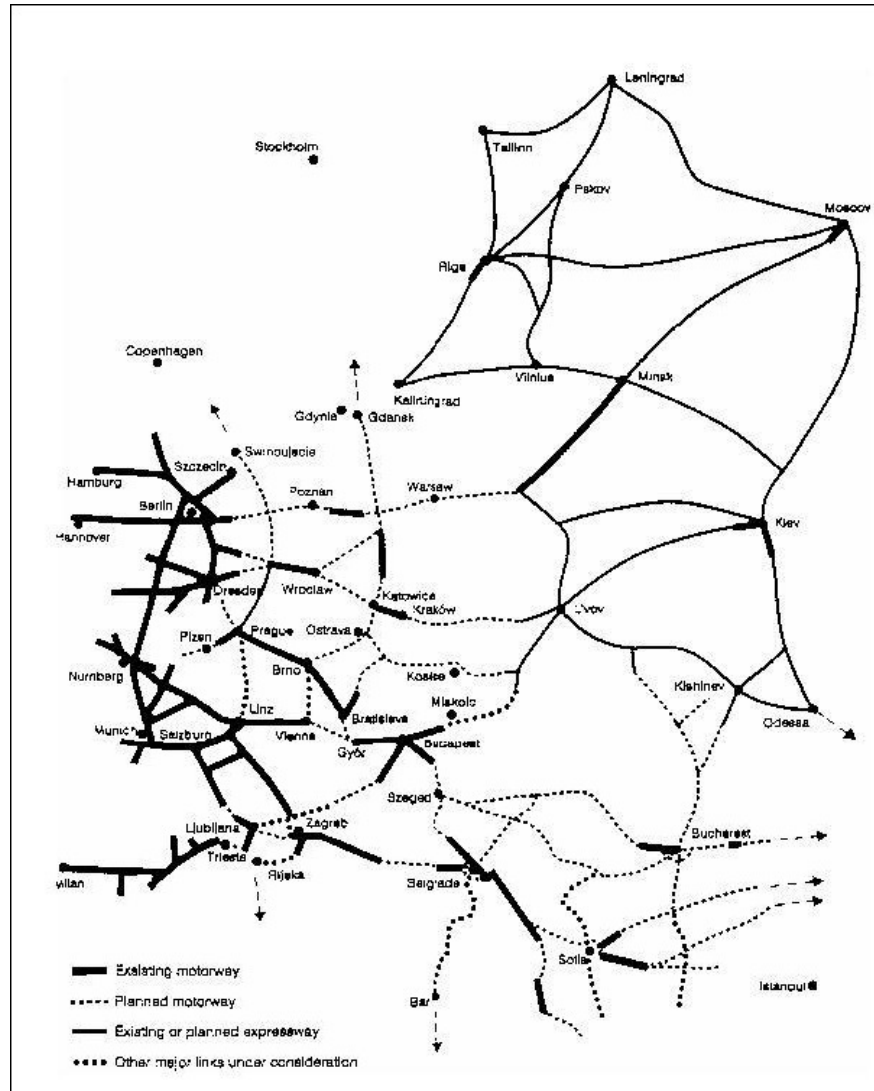 Leningrad
Tallinn
Stockholm
Pskov
Moscov
Riga
Copenhagen
Vilnius
Minsk
Kaliningrad
Gdynia
Gdansk
Swinoujscie
Szczecin
Hamburg
Poznan
Warsaw
Berlin
Hannover
Kiev
Dresden
Wroclaw
Katowice
Kraków
Lvov
Plzen
Prague
Ostrava
Brno
Kosice
Nurnberg
Kishinev
Linz
Miskolc
Bratislava
Odessa
Munich
Salzburg
Vienna
Györ
Budapest
Szeged
Ljubljana
Zagreb
Bucharest
Trieste
Milan
Rijeka
Belgrade
Sofia
Istanbul
Bar
Existing motorway
Planned motorway
Existing or planned expressway
Other major links under consideration